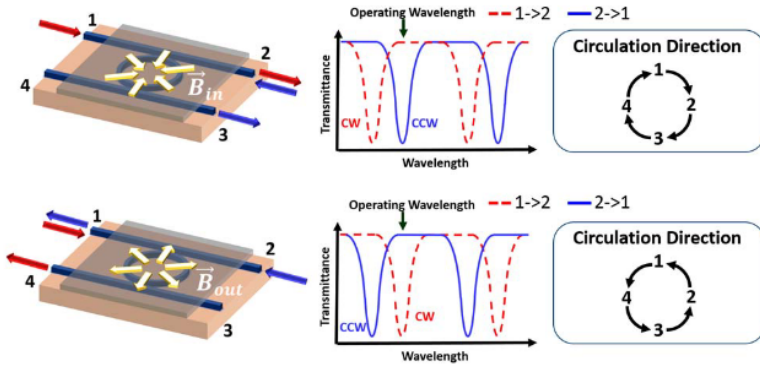 1
2
4
3
B⃗in
Operating Wavelength
1->2
2->1
Transmittance
CW
CCW
Wavelength
Circulation Direction
1
4
2
3
1
2
4
3
B⃗out
Operating Wavelength
1->2
2->1
Transmittance
CCW
CW
Wavelength
Circulation Direction
1
4
2
3